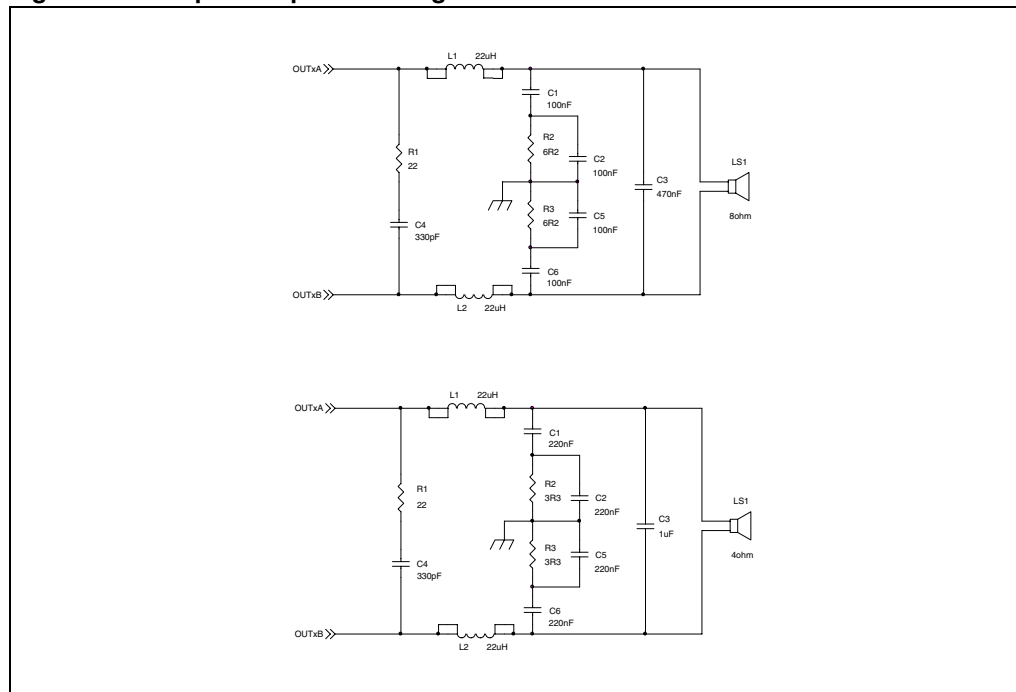 OUTxA
L1 22uH
C1
100nF
R2
6R2
C2
100nF
R1
22
LS1
C3
470nF
8ohm
R3
6R2
C5
100nF
C4
330pF
C6
100nF
OUTxB
L2 22uH
OUTxA
L1 22uH
C1
220nF
R2
3R3
C2
220nF
R1
22
LS1
C3
1uF
4ohm
R3
3R3
C5
220nF
C4
330pF
C6
220nF
OUTxB
L2 22uH